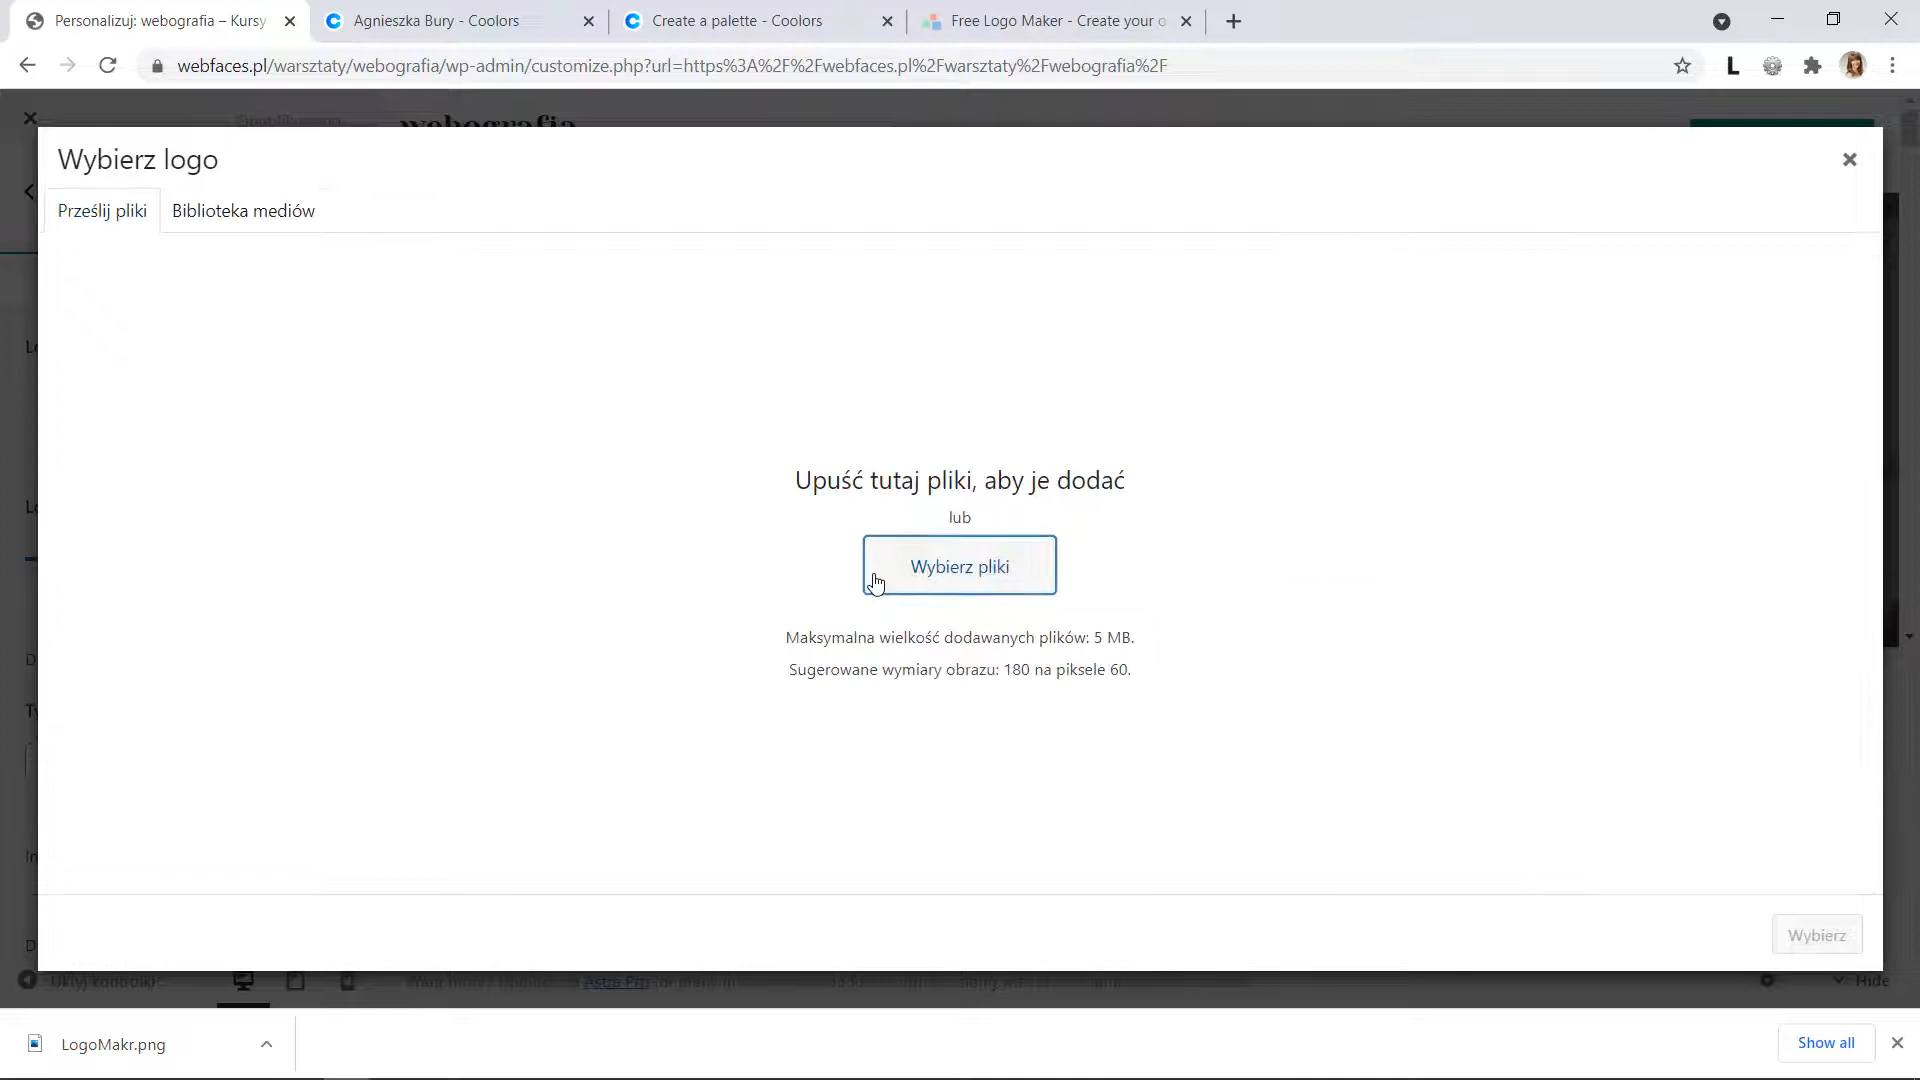 Personalizuj: webografia – Kursy
Agnieszka Bury - Coolors
Create a palette - Coolors
Free Logo Maker - Create your o
webfaces.pl/warsztaty/webografia/wp-admin/customize.php?url=https%3A%2F%2Fwebfaces.pl%2Fwarsztaty%2Fwebografia%2F
L
webografia
Wybierz logo
Prześlij pliki
Biblioteka mediów
Upuść tutaj pliki, aby je dodać
lub
Wybierz pliki
Maksymalna wielkość dodawanych plików: 5 MB.
Sugerowane wymiary obrazu: 180 na piksele 60.
Wybierz
Astra Pro
Hide
LogoMakr.png
Show all